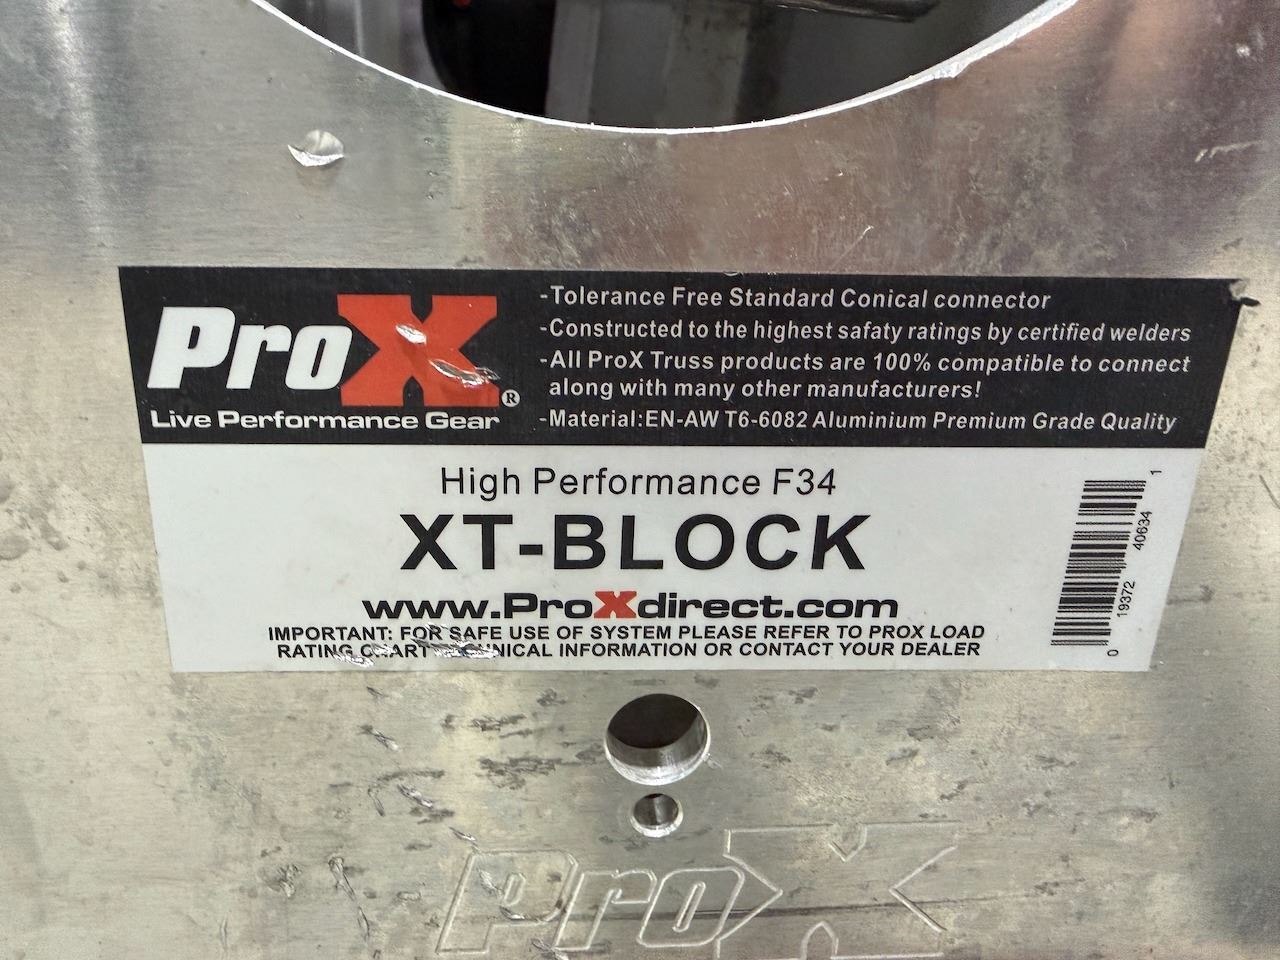 ProX®
Live Performance Gear
-Tolerance Free Standard Conical connector
-Constructed to the highest safaty ratings by certified welders
-All ProX Truss products are 100% compatible to connect
along with many other manufacturers!
-Material:EN-AW T6-6082 Aluminium Premium Grade Quality
High Performance F34
XT-BLOCK
www.ProXdirect.com
IMPORTANT: FOR SAFE USE OF SYSTEM PLEASE REFER TO PROX LOAD
RATING CHART TECHNICAL INFORMATION OR CONTACT YOUR DEALER
0 19372 40634 1
ProX